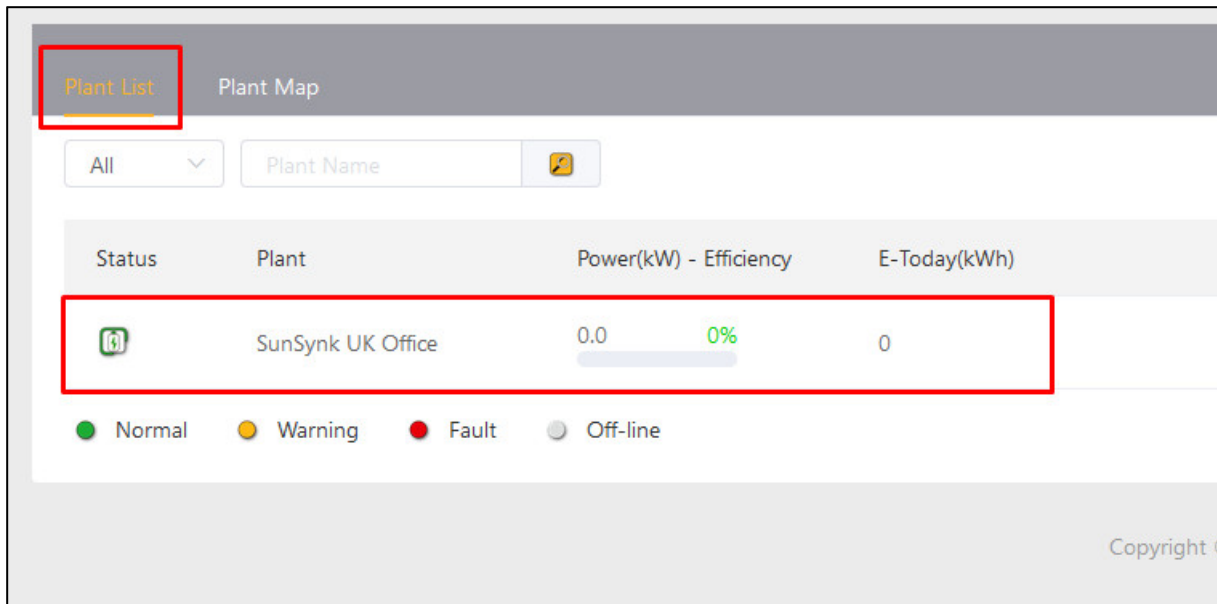 Plant List Plant Map
All Plant Name
Status Plant Power(kW) - Efficiency E-Today(kWh)
SunSynk UK Office 0.0 0% 0
Normal Warning Fault Off-line
Copyright